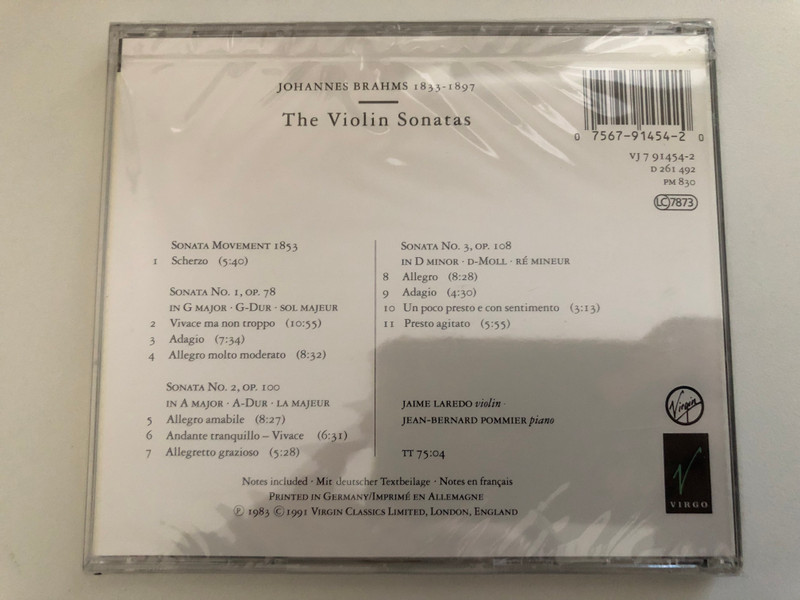 JOHANNES BRAHMS 1833-1897
The Violin Sonatas
0 7567-91454-2 0
VJ 7 91454-2
D 261 492
PM 830
LC 7873
SONATA MOVEMENT 1853
1 Scherzo (5:40)
SONATA NO. 1, OP. 78
IN G MAJOR · G-DUR · SOL MAJEUR
2 Vivace ma non troppo (10:55)
3 Adagio (7:34)
4 Allegro molto moderato (8:32)
SONATA NO. 2, OP. 100
IN A MAJOR · A-DUR · LA MAJEUR
5 Allegro amabile (8:27)
6 Andante tranquillo – Vivace (6:31)
7 Allegretto grazioso (5:28)
SONATA NO. 3, OP. 108
IN D MINOR · D-MOLL · RÉ MINEUR
8 Allegro (8:28)
9 Adagio (4:30)
10 Un poco presto e con sentimento (3:13)
11 Presto agitato (5:55)
JAIME LAREDO violin ·
JEAN-BERNARD POMMIER piano
TT 75:04
Virgin
VIRGO
Notes included · Mit deutscher Textbeilage · Notes en français
PRINTED IN GERMANY/IMPRIMÉ EN ALLEMAGNE
℗ 1983 © 1991 VIRGIN CLASSICS LIMITED, LONDON, ENGLAND